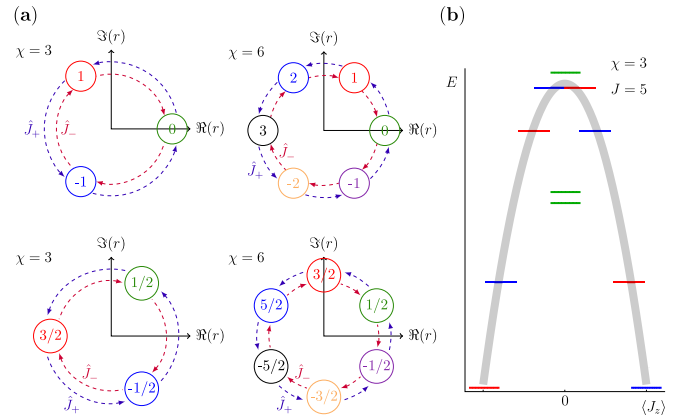 (a)
χ = 3
ℑ(r)
1
0
-1
Ĵ₊
Ĵ₋
ℜ(r)
χ = 6
ℑ(r)
2
1
3
0
-2
-1
Ĵ₋
Ĵ₊
ℜ(r)
χ = 3
ℑ(r)
1/2
3/2
-1/2
Ĵ₋
Ĵ₊
ℜ(r)
χ = 6
ℑ(r)
3/2
5/2
1/2
-5/2
-1/2
-3/2
Ĵ₋
Ĵ₊
ℜ(r)
(b)
E
χ = 3
J = 5
0
⟨J_z⟩